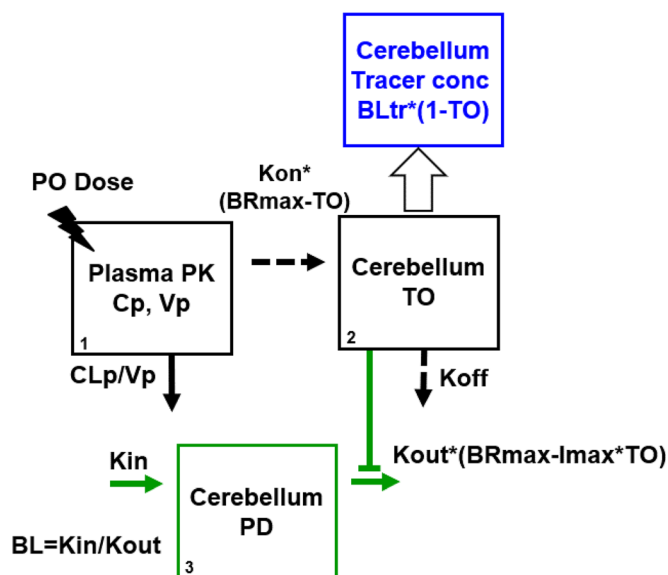 Cerebellum
Tracer conc
BLtr*(1-TO)
Kon*
(BRmax-TO)
PO Dose
Plasma PK
Cp, Vp
1
Cerebellum
TO
2
CLp/Vp
Koff
Kin
Cerebellum
PD
3
Kout*(BRmax-Imax*TO)
BL=Kin/Kout